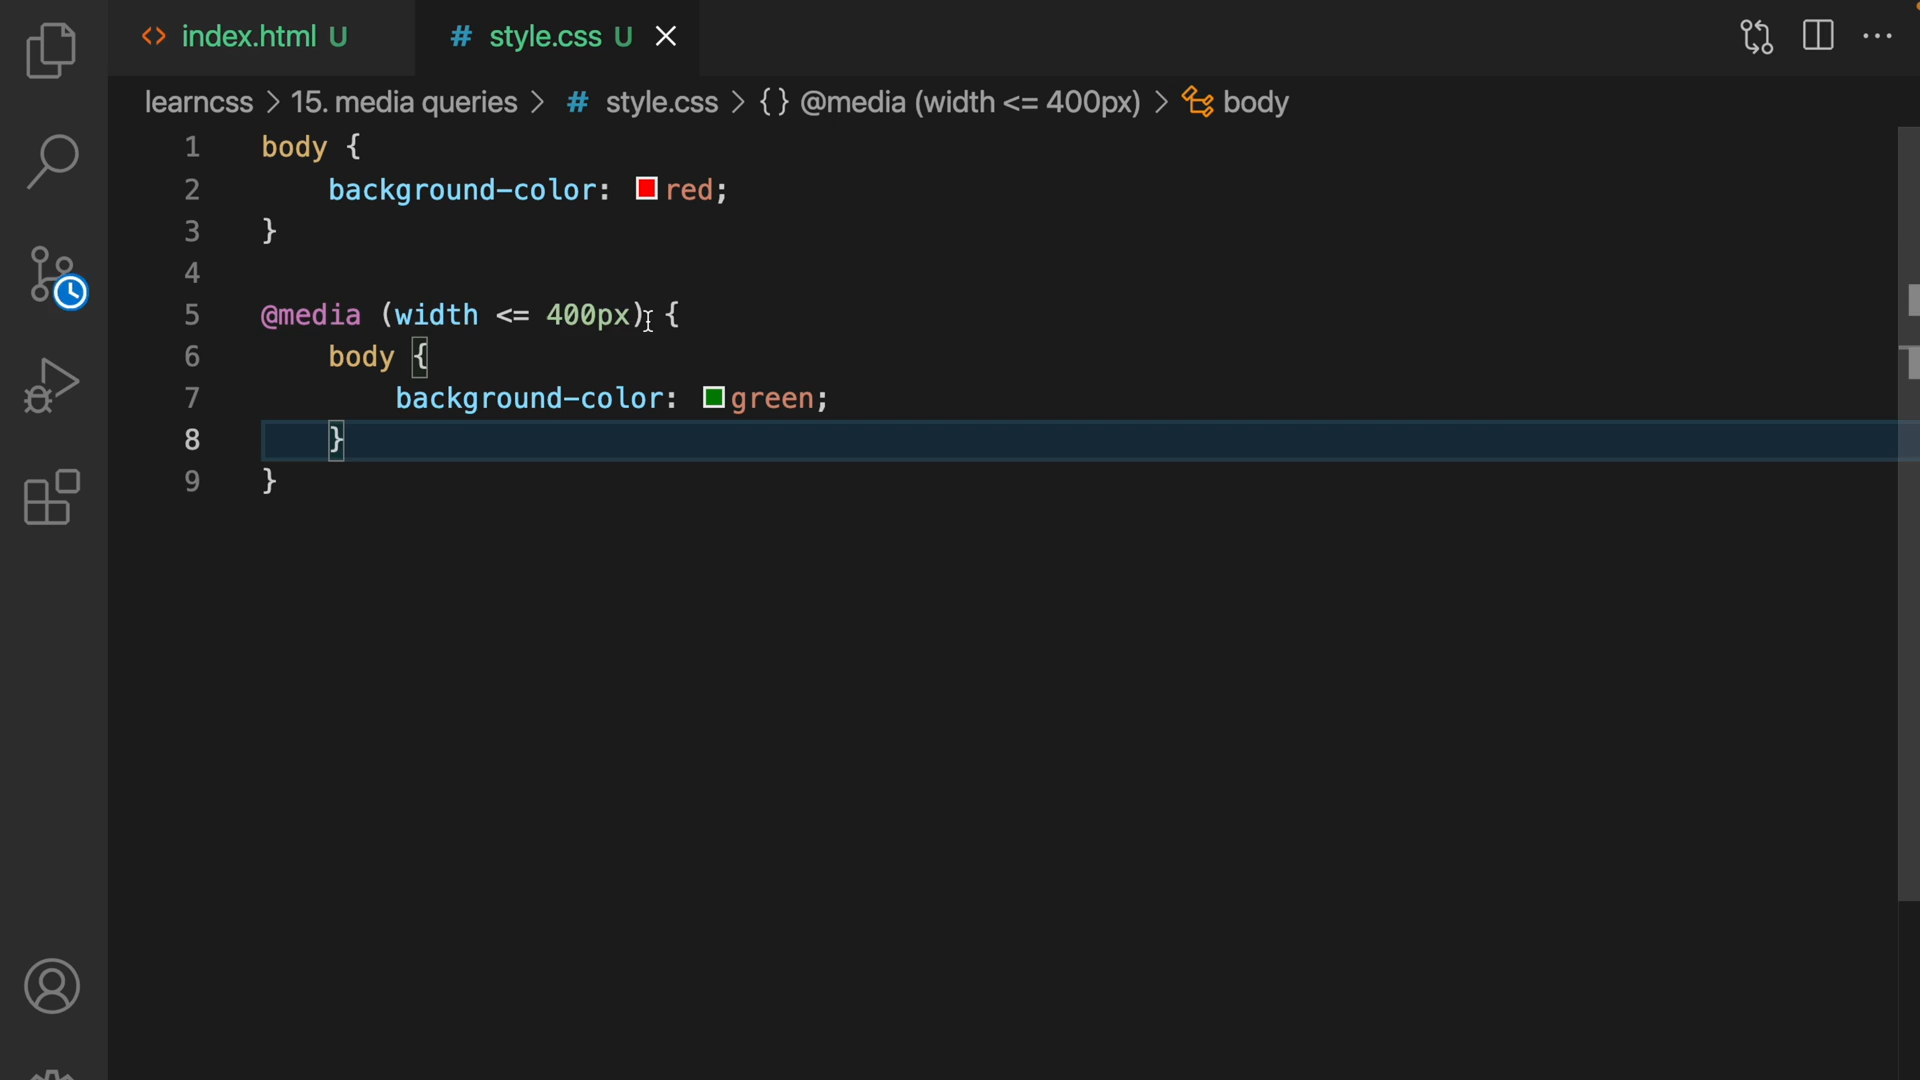 <> index.html U # style.css U
learncss > 15. media queries > # style.css > {} @media (width <= 400px) > body
1 body {
2 background-color: red;
3 }
4
5 @media (width <= 400px) {
6 body {
7 background-color: green;
8 }
9 }